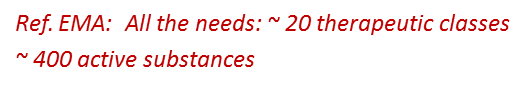 Ref. EMA: All the needs: ~ 20 therapeutic classes
~ 400 active substances